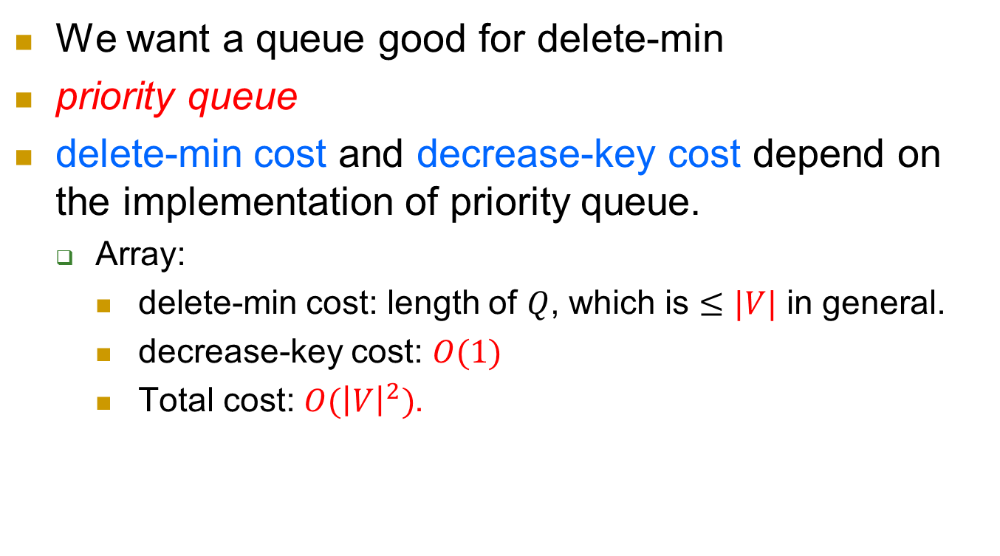 We want a queue good for delete-min
priority queue
delete-min cost and decrease-key cost depend on
the implementation of priority queue.
Array:
delete-min cost: length of Q, which is ≤ |V| in general.
decrease-key cost: O(1)
Total cost: O(|V|²).